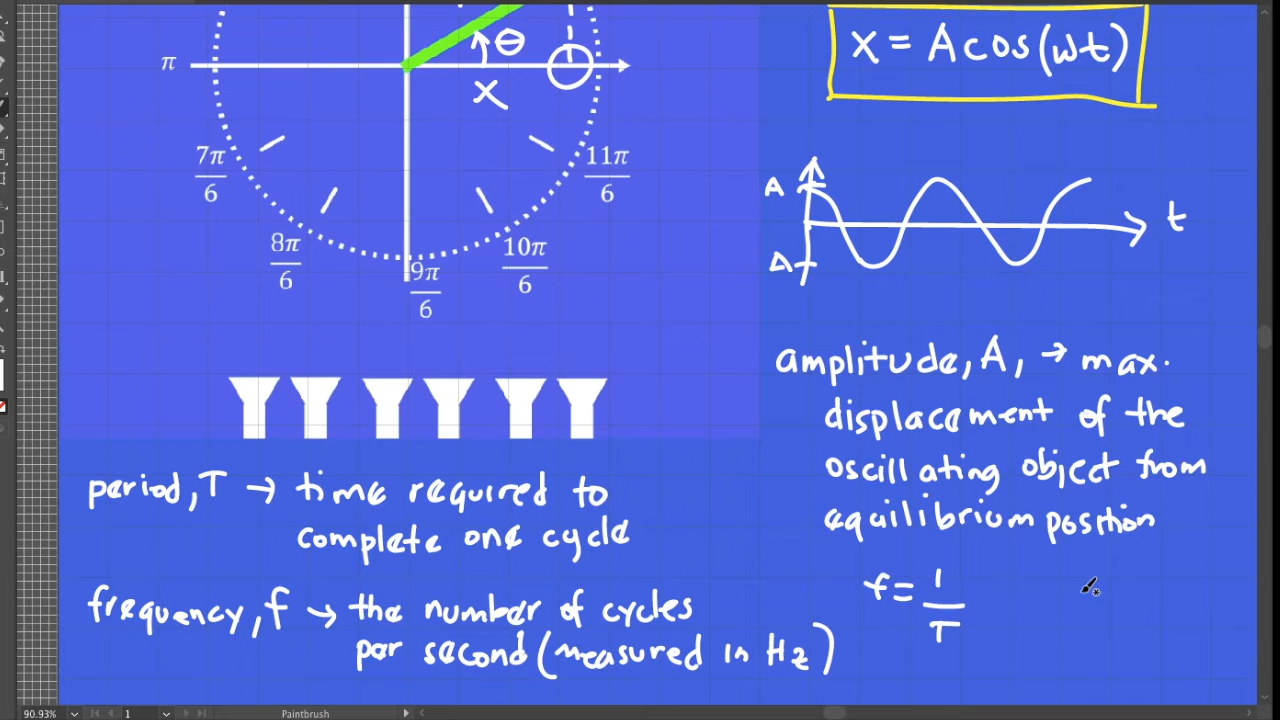 π
θ
X
7π
6
8π
6
9π
6
10π
6
11π
6
X = A cos(ωt)
A
t
A
amplitude, A, → max.
displacement of the
oscillating object from
equilibrium position
period, T → time required to
complete one cycle
f = 1
T
frequency, f → the number of cycles
per second (measured in Hz)
90.93%
1
Paintbrush